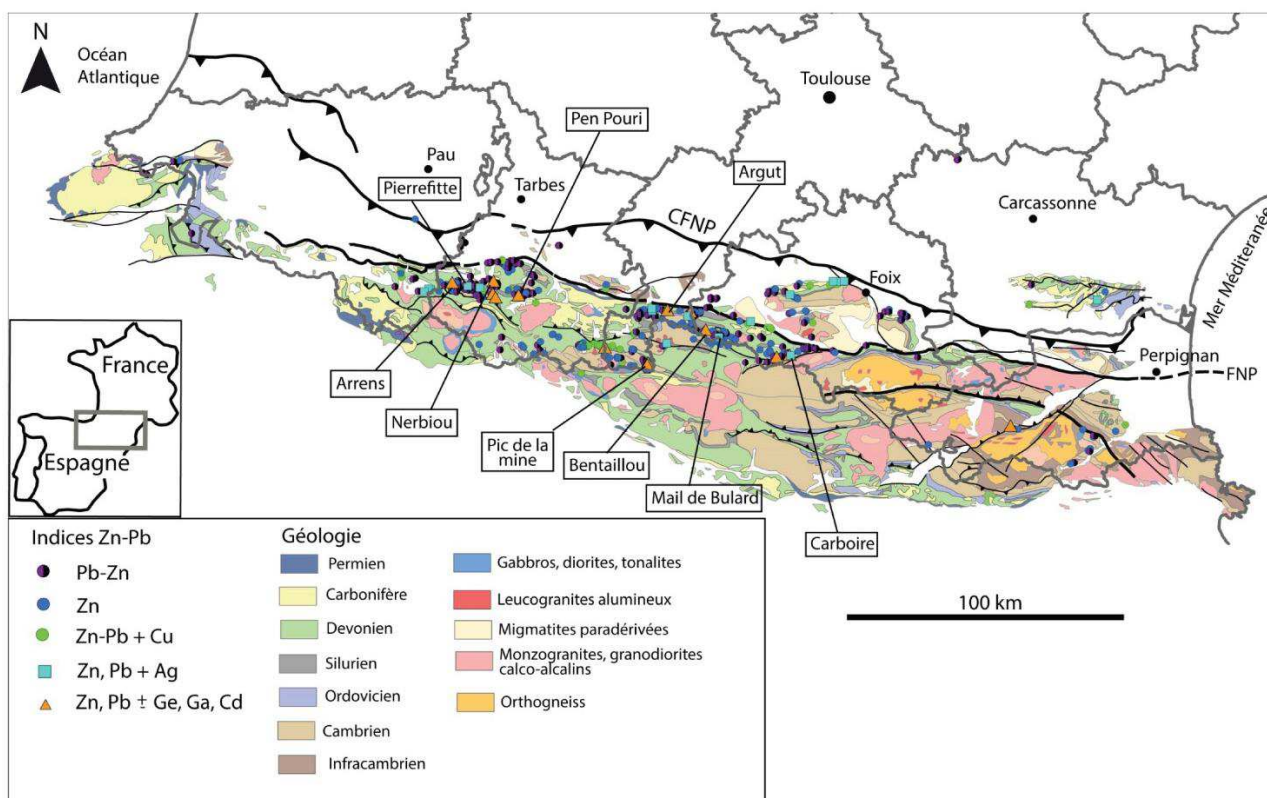 N
Océan
Atlantique
Toulouse
Pen Pouri
Pau
Pierrefitte
Tarbes
Argut
Carcassonne
CFNP
Foix
Mer Méditeranée
Perpignan
FNP
Arrens
Nerbiou
Pic de la
mine
Bentaillou
Mail de Bulard
Carboire
France
Espagne
100 km
Indices Zn-Pb
Pb-Zn
Zn
Zn-Pb + Cu
Zn, Pb + Ag
Zn, Pb ± Ge, Ga, Cd
Géologie
Permien
Carbonifère
Devonien
Silurien
Ordovicien
Cambrien
Infracambrien
Gabbros, diorites, tonalites
Leucogranites alumineux
Migmatites paradérivées
Monzogranites, granodiorites
calco-alcalins
Orthogneiss